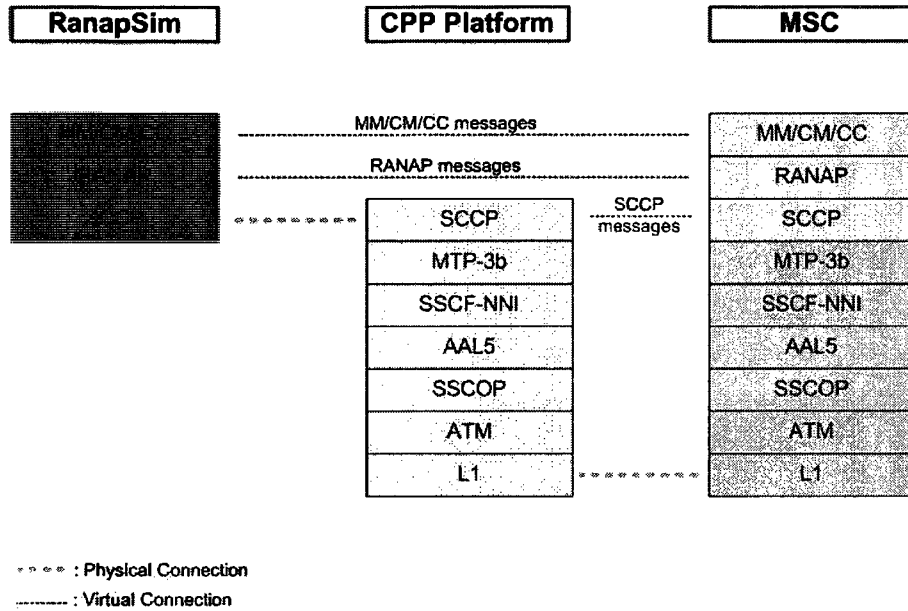 RanapSim CPP Platform MSC
MM/CM/CC messages
MM/CM/CC
RANAP messages
RANAP
SCCP
SCCP messages
SCCP
MTP-3b
MTP-3b
SSCF-NNI
SSCF-NNI
AAL5
AAL5
SSCOP
SSCOP
ATM
ATM
L1
L1
: Physical Connection
: Virtual Connection